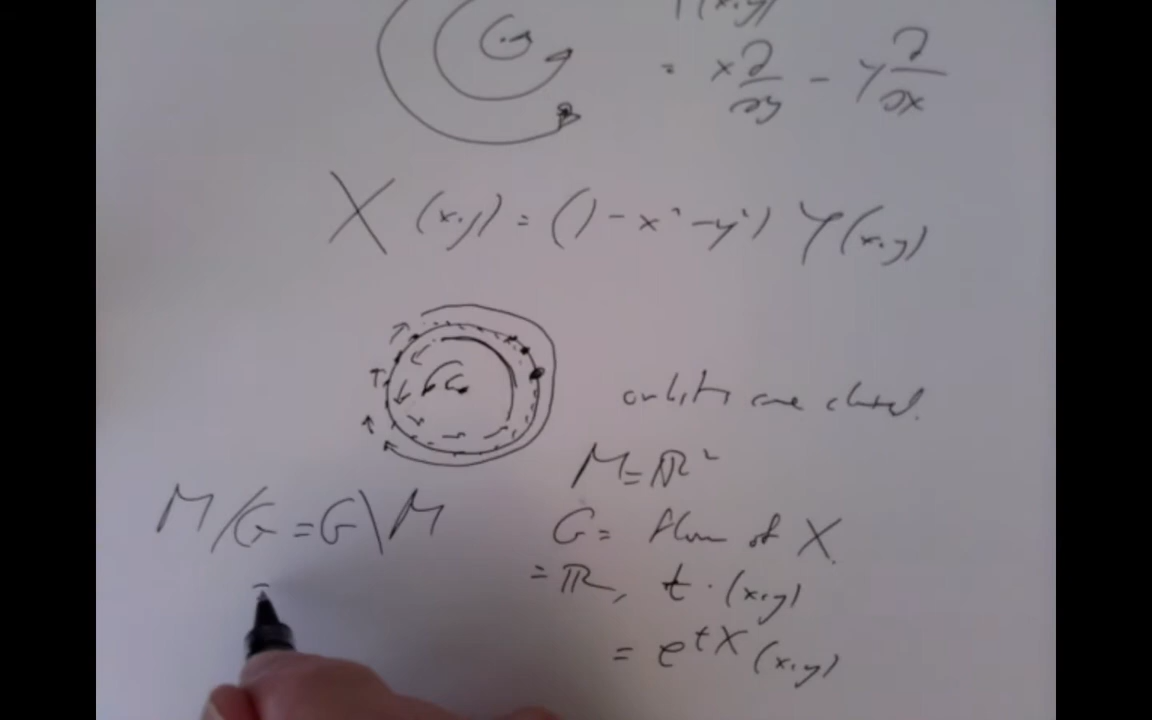 = x ∂/∂y - y ∂/∂x
X (x,y) = (1-x²-y²) Y(x,y)
orbits are closed.
M=ℝ²
M/G = G\M
G = flow of X
= ℝ, t · (x,y)
= e^{tX} (x,y)